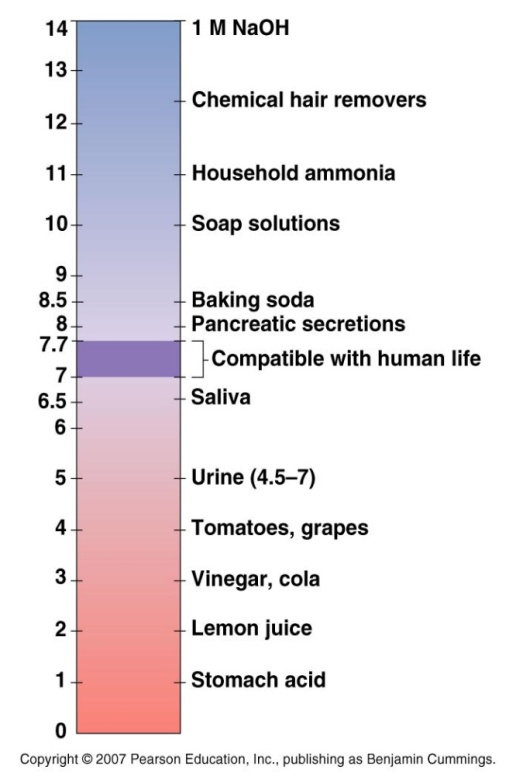 14 1 M NaOH
13
Chemical hair removers
12
11 Household ammonia
10 Soap solutions
9
8.5 Baking soda
8 Pancreatic secretions
7.7
Compatible with human life
7
6.5 Saliva
6
5 Urine (4.5–7)
4 Tomatoes, grapes
3 Vinegar, cola
2 Lemon juice
1 Stomach acid
0
Copyright © 2007 Pearson Education, Inc., publishing as Benjamin Cummings.